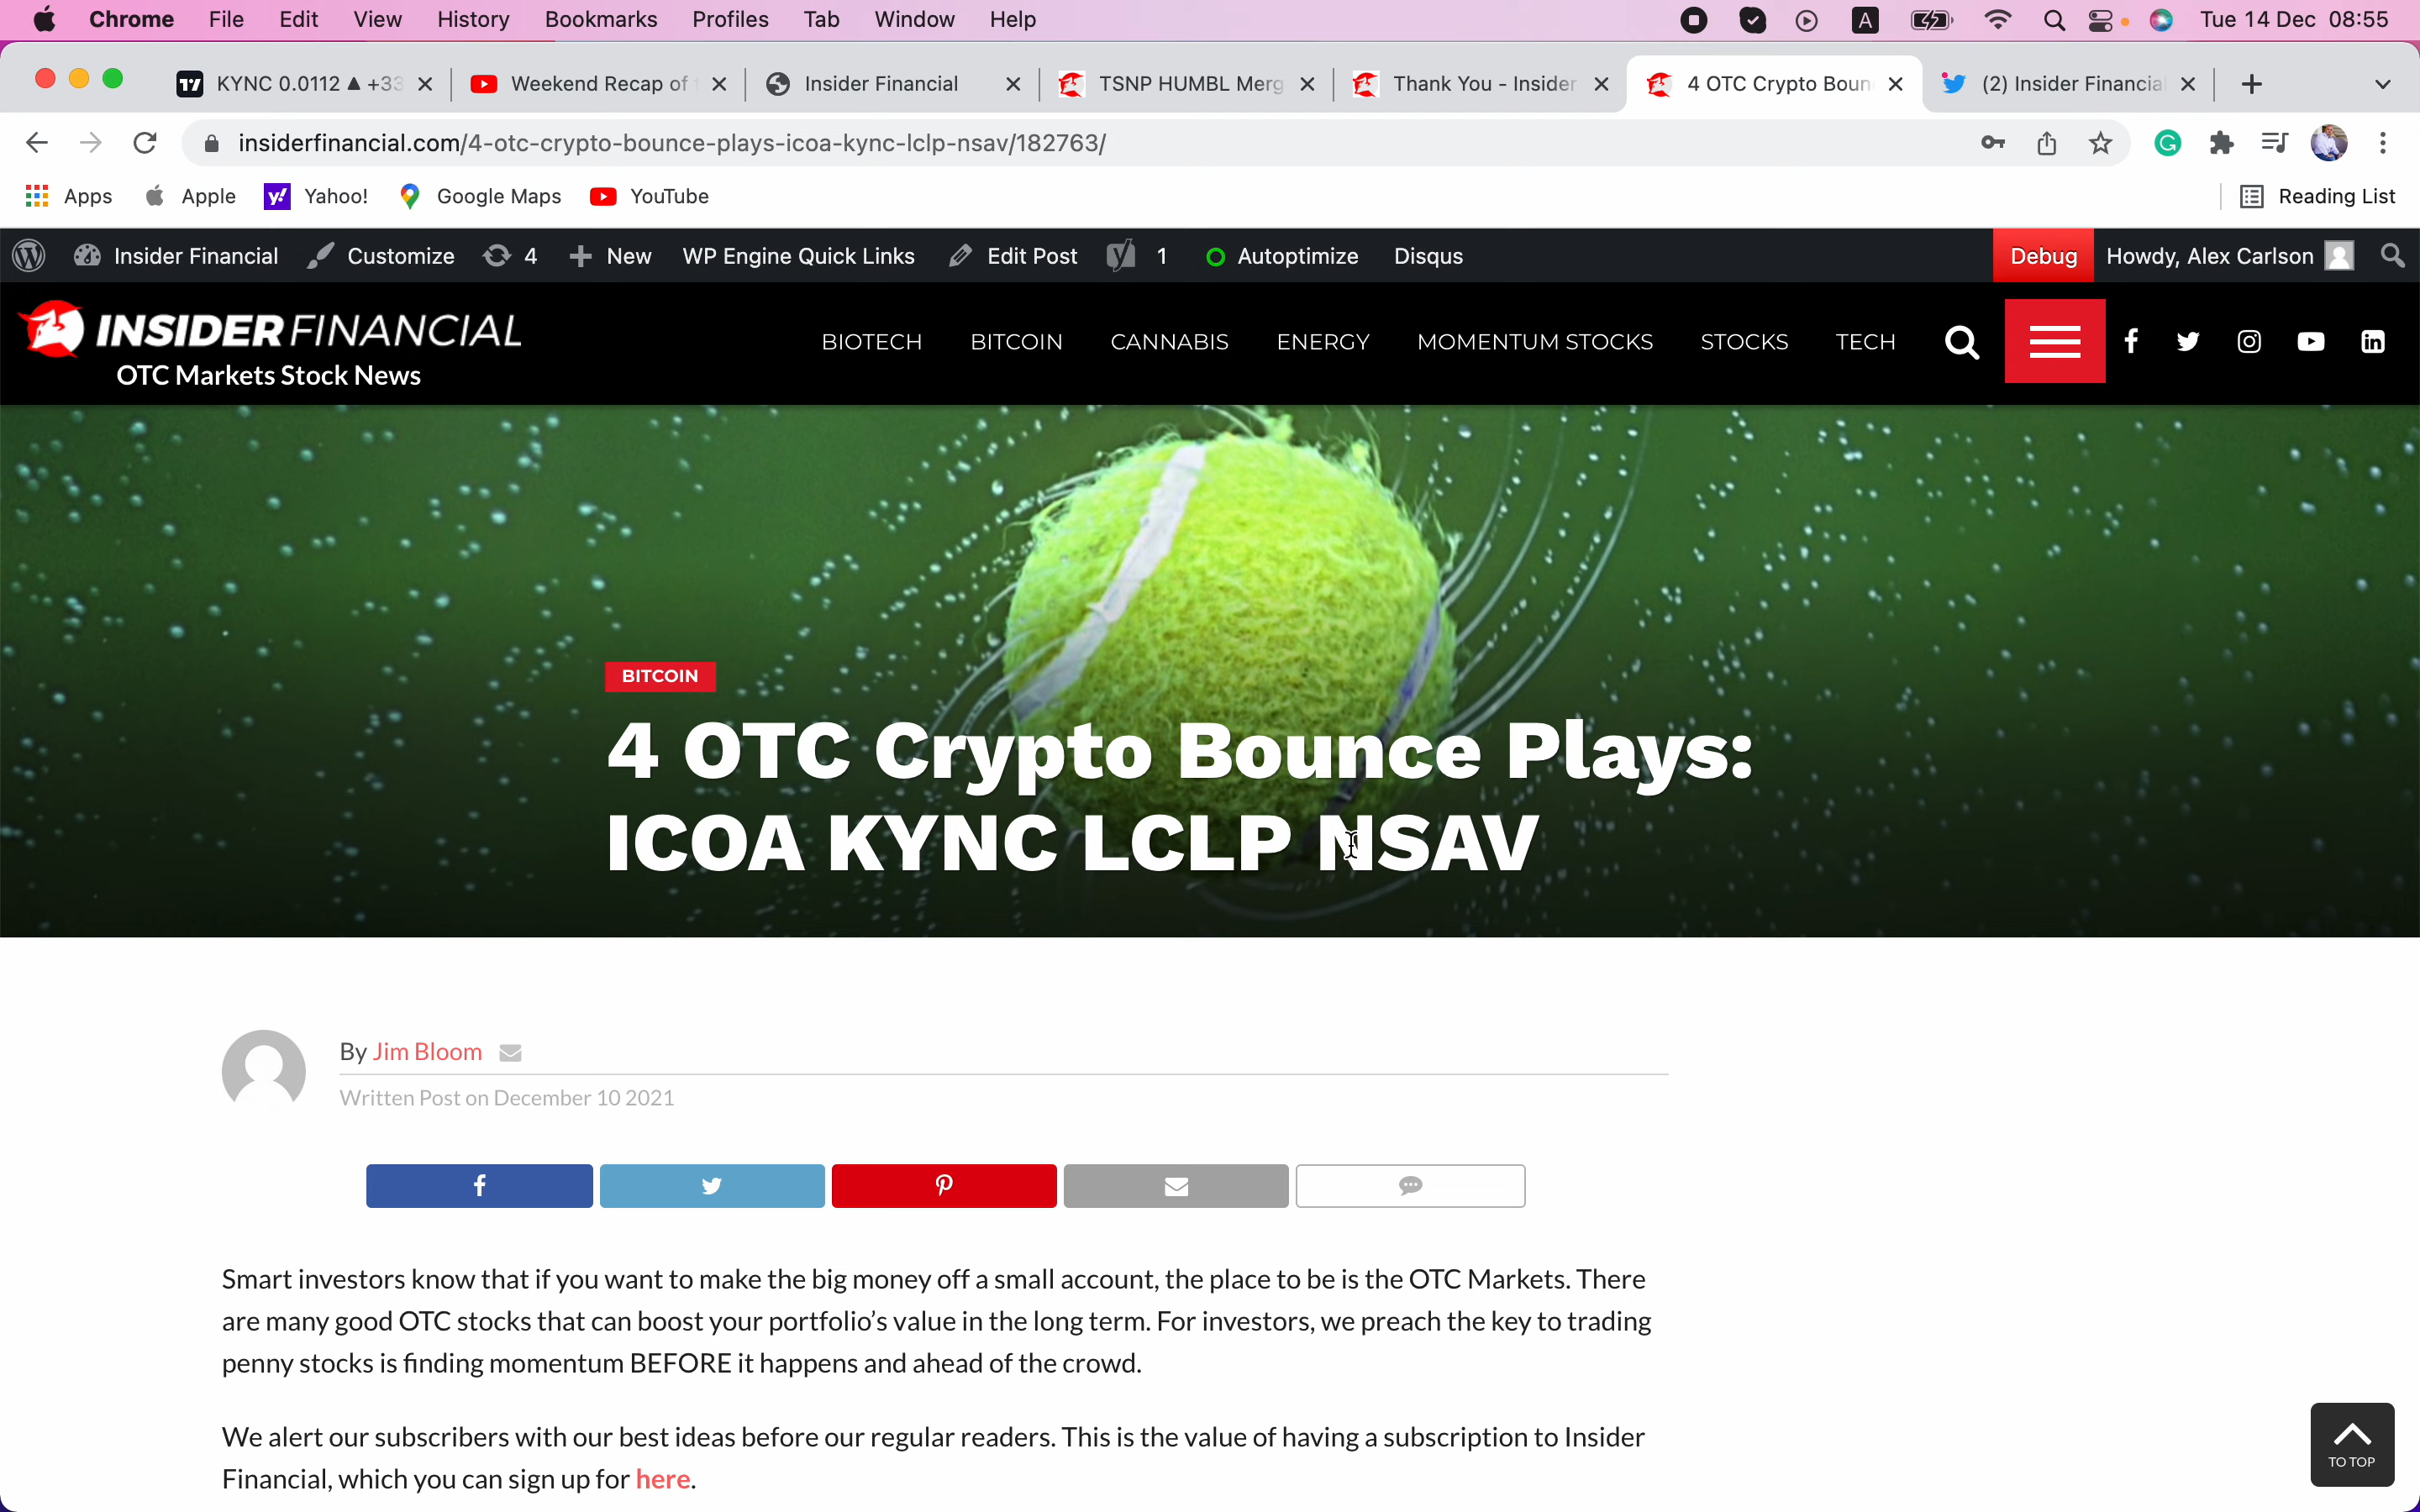 Chrome File Edit View History Bookmarks Profiles Tab Window Help A Tue 14 Dec 08:55
KYNC 0.0112 ▲ +33 Weekend Recap of Insider Financial TSNP HUMBL Merg Thank You - Insider 4 OTC Crypto Boun (2) Insider Financial
insiderfinancial.com/4-otc-crypto-bounce-plays-icoa-kync-lclp-nsav/182763/
Apps Apple Yahoo! Google Maps YouTube Reading List
Insider Financial Customize 4 New WP Engine Quick Links Edit Post 1 Autoptimize Disqus Debug Howdy, Alex Carlson
INSIDER FINANCIAL
OTC Markets Stock News
BIOTECH BITCOIN CANNABIS ENERGY MOMENTUM STOCKS STOCKS TECH
BITCOIN
4 OTC Crypto Bounce Plays:
ICOA KYNC LCLP NSAV
By Jim Bloom
Written Post on December 10 2021
Smart investors know that if you want to make the big money off a small account, the place to be is the OTC Markets. There
are many good OTC stocks that can boost your portfolio’s value in the long term. For investors, we preach the key to trading
penny stocks is finding momentum BEFORE it happens and ahead of the crowd.
We alert our subscribers with our best ideas before our regular readers. This is the value of having a subscription to Insider
Financial, which you can sign up for here.
TO TOP